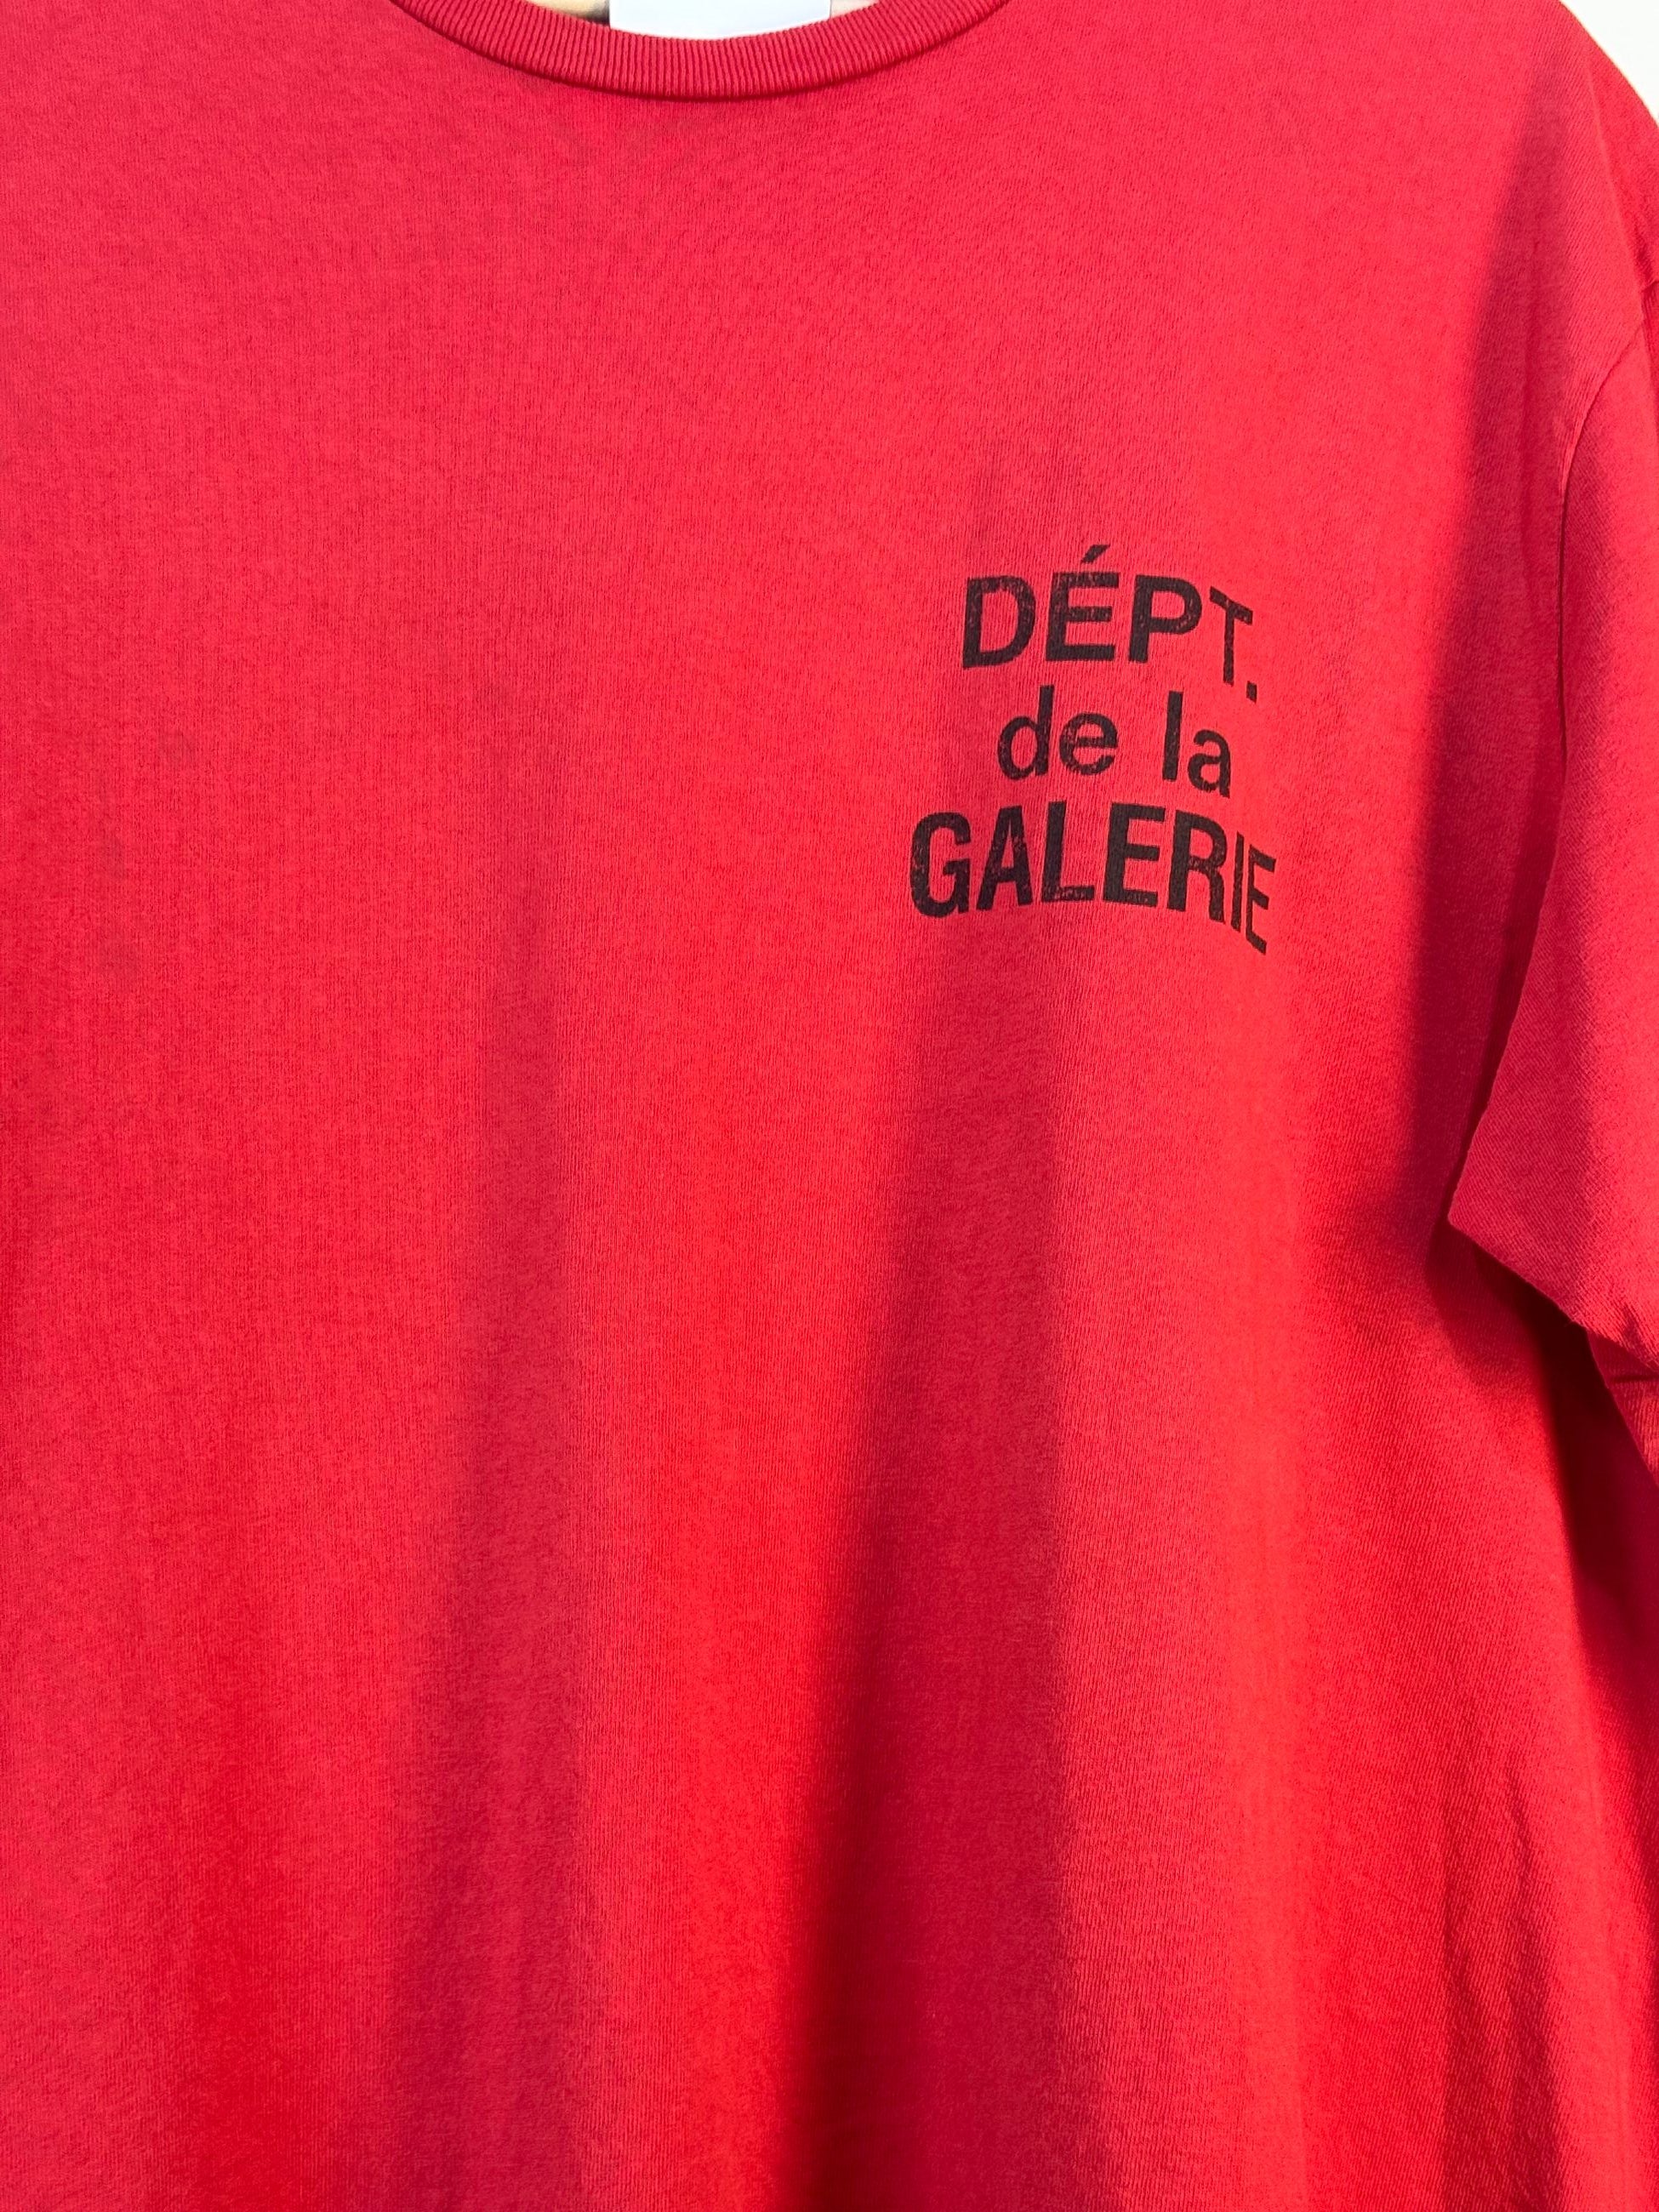 DÉPT.
de la
GALERIE